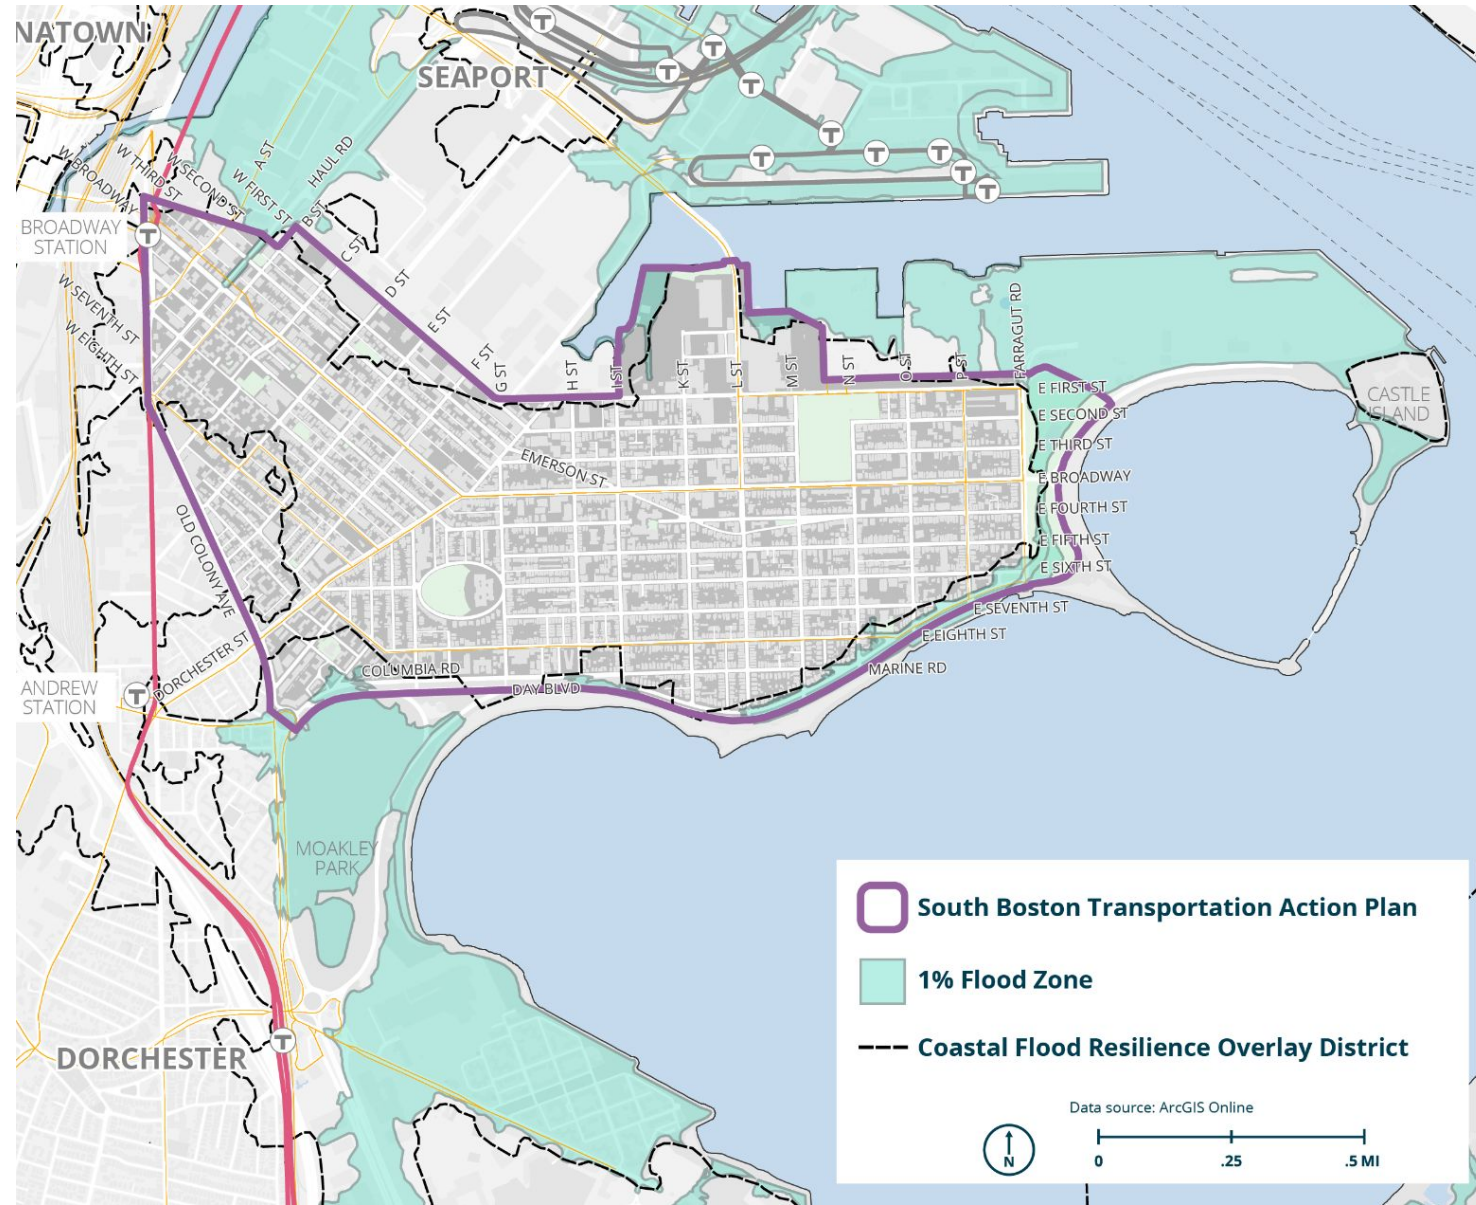 NATOWN
SEAPORT
W BROADWAY
W THIRD ST
W SECOND ST
W FIRST ST
A ST
HAUL RD
B ST
C ST
D ST
E ST
F ST
G ST
H ST
I ST
K ST
L ST
M ST
N ST
O ST
P ST
FARRAGUT RD
BROADWAY
STATION
T
T
T
T
T
T
T
T
T
T
T
T
W SEVENTH ST
W EIGHTH ST
E FIRST ST
E SECOND ST
E THIRD ST
E BROADWAY
E FOURTH ST
E FIFTH ST
E SIXTH ST
E SEVENTH ST
E EIGHTH ST
MARINE RD
CASTLE
ISLAND
EMERSON ST
OLD COLONY AVE
DORCHESTER ST
COLUMBIA RD
DAY BLVD
ANDREW
STATION
MOAKLEY
PARK
DORCHESTER
South Boston Transportation Action Plan
1% Flood Zone
Coastal Flood Resilience Overlay District
Data source: ArcGIS Online
N
0 .25 .5 MI